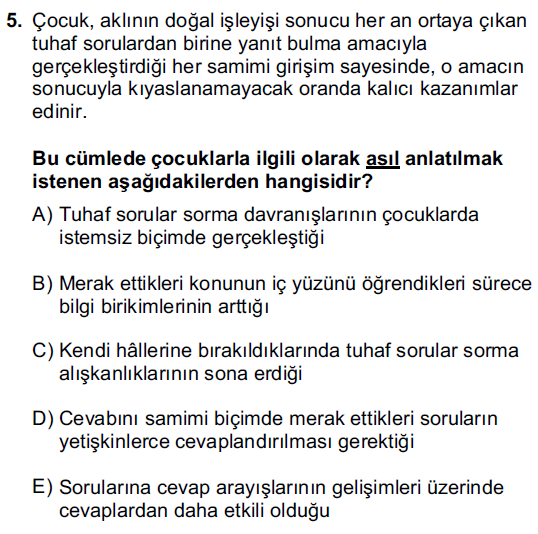 5. Çocuk, aklının doğal işleyişi sonucu her an ortaya çıkan
tuhaf sorulardan birine yanıt bulma amacıyla
gerçekleştirdiği her samimi girişim sayesinde, o amacın
sonucuyla kıyaslanamayacak oranda kalıcı kazanımlar
edinir.
Bu cümlede çocuklarla ilgili olarak asıl anlatılmak
istenen aşağıdakilerden hangisidir?
A) Tuhaf sorular sorma davranışlarının çocuklarda
istemsiz biçimde gerçekleştiği
B) Merak ettikleri konunun iç yüzünü öğrendikleri sürece
bilgi birikimlerinin arttığı
C) Kendi hâllerine bırakıldıklarında tuhaf sorular sorma
alışkanlıklarının sona erdiği
D) Cevabını samimi biçimde merak ettikleri soruların
yetişkinlerce cevaplandırılması gerektiği
E) Sorularına cevap arayışlarının gelişimleri üzerinde
cevaplardan daha etkili olduğu